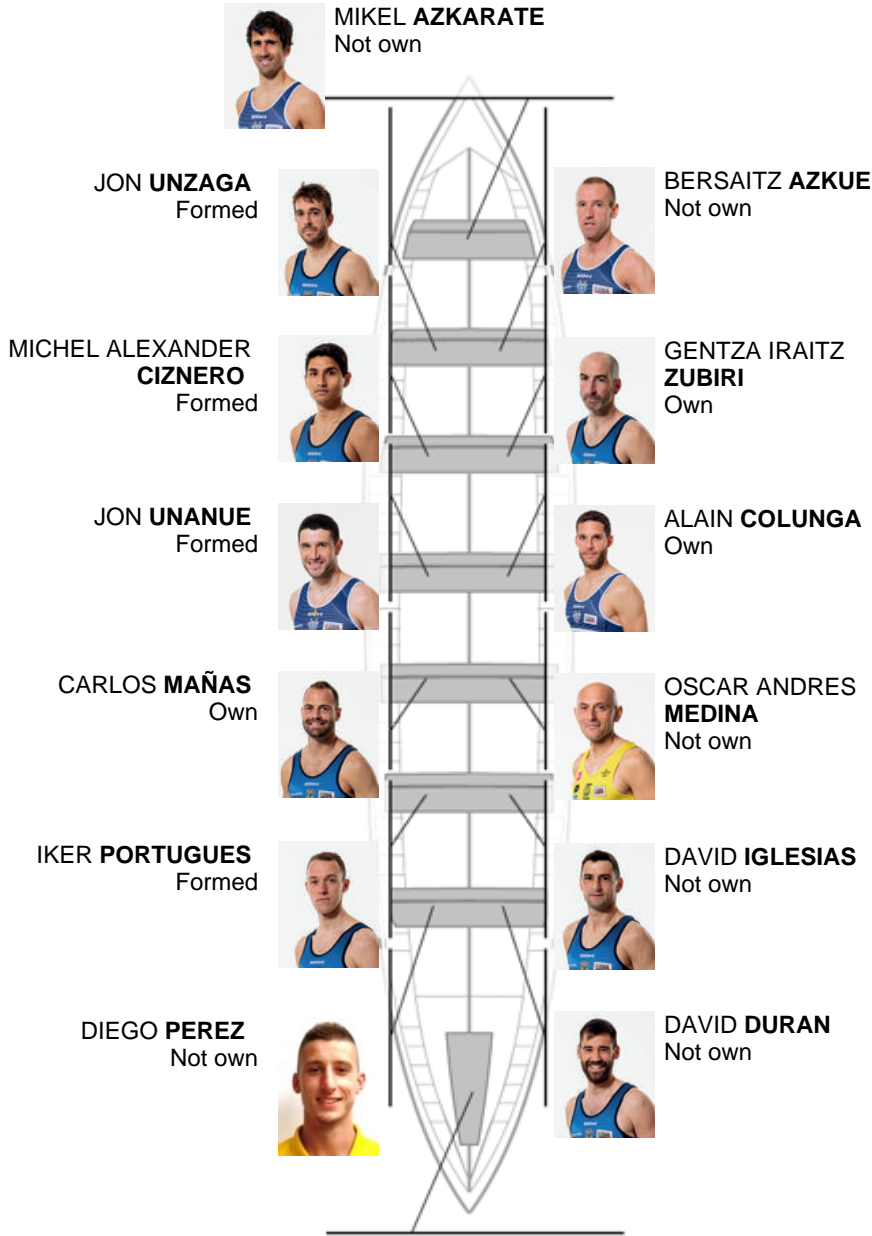 MIKEL AZKARATE
Not own
JON UNZAGA
Formed
BERSAITZ AZKUE
Not own
MICHEL ALEXANDER
CIZNERO
Formed
GENTZA IRAITZ
ZUBIRI
Own
JON UNANUE
Formed
ALAIN COLUNGA
Own
CARLOS MAÑAS
Own
OSCAR ANDRES
MEDINA
Not own
IKER PORTUGUES
Formed
DAVID IGLESIAS
Not own
DIEGO PEREZ
Not own
DAVID DURAN
Not own